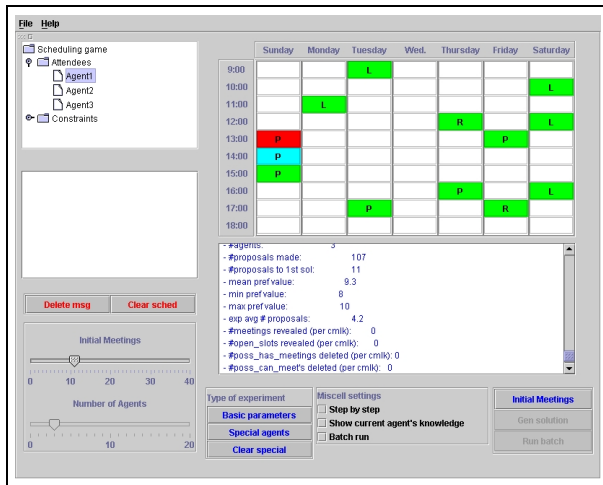 File Help
Scheduling game
Attendees
Agent1
Agent2
Agent3
Constraints
Delete msg Clear sched
Initial Meetings
0 10 20 30 40
Number of Agents
0 10 20
Sunday Monday Tuesday Wed. Thursday Friday Saturday
9:00 L
10:00 L
11:00 L
12:00 R L
13:00 P P
14:00 P
15:00 P
16:00 P L
17:00 P R
18:00
- #agents: 3
- #proposals made: 107
- #proposals to 1st sol: 11
- mean pref value: 9.3
- min pref value: 8
- max pref value: 10
- exp avg # proposals: 4.2
- #meetings revealed (per cmlk): 0
- #open_slots revealed (per cmlk): 0
- #poss_has_meetings deleted (per cmlk): 0
- #poss_can_meet's deleted (per cmlk): 0
Type of experiment
Basic parameters
Special agents
Clear special
Miscell settings
Step by step
Show current agent's knowledge
Batch run
Initial Meetings
Gen solution
Run batch